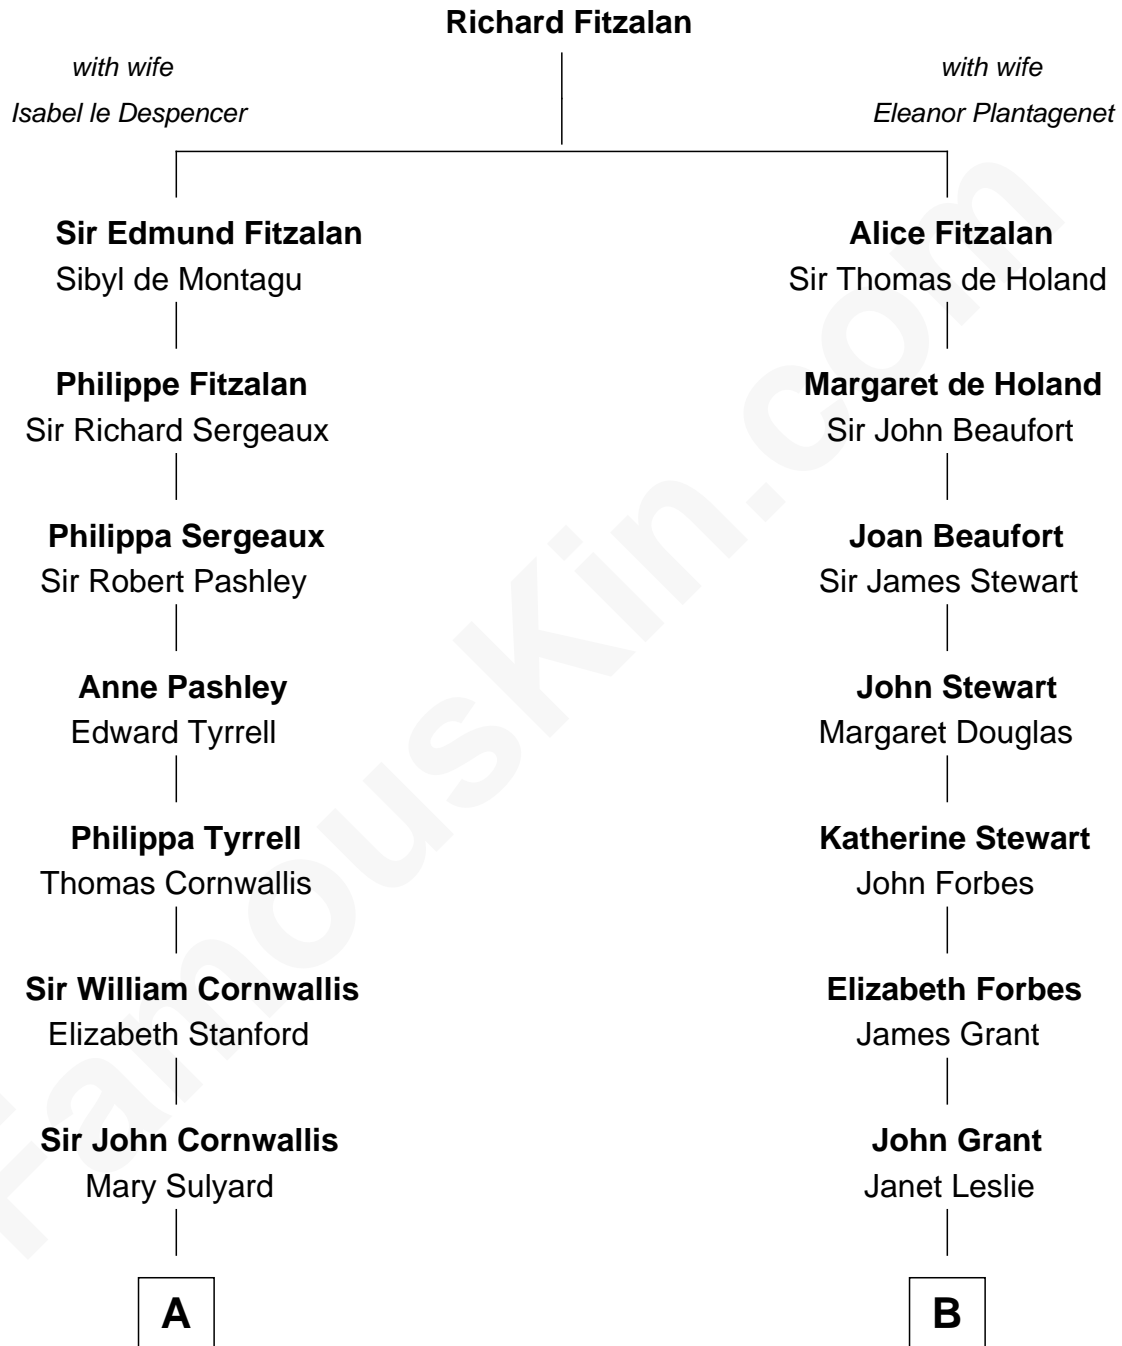 Richard Fitzalan
with wife
Isabel le Despencer
with wife
Eleanor Plantagenet
Sir Edmund Fitzalan
Sibyl de Montagu
Alice Fitzalan
Sir Thomas de Holand
Philippe Fitzalan
Sir Richard Sergeaux
Margaret de Holand
Sir John Beaufort
Philippa Sergeaux
Sir Robert Pashley
Joan Beaufort
Sir James Stewart
Anne Pashley
Edward Tyrrell
John Stewart
Margaret Douglas
Philippa Tyrrell
Thomas Cornwallis
Katherine Stewart
John Forbes
Sir William Cornwallis
Elizabeth Stanford
Elizabeth Forbes
James Grant
Sir John Cornwallis
Mary Sulyard
John Grant
Janet Leslie
A
B
FamousKin.com